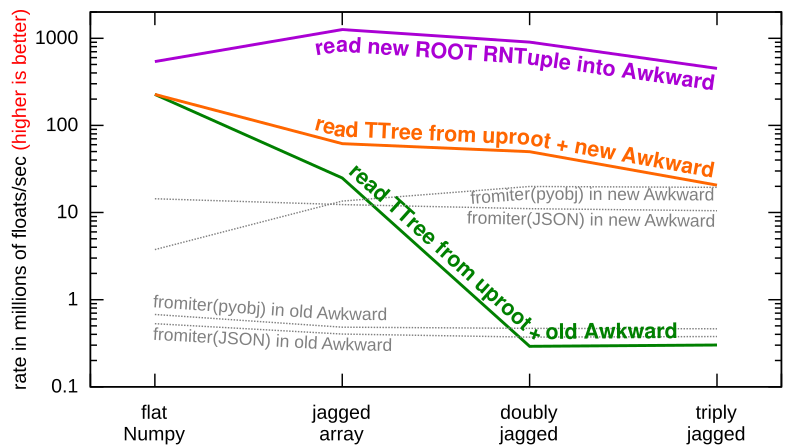 rate in millions of floats/sec (higher is better)
1000
100
10
1
0.1
read new ROOT RNTuple into Awkward
read TTree from uproot + new Awkward
read TTree from uproot + old Awkward
fromiter(pyobj) in new Awkward
fromiter(JSON) in new Awkward
fromiter(pyobj) in old Awkward
fromiter(JSON) in old Awkward
flat
Numpy
jagged
array
doubly
jagged
triply
jagged